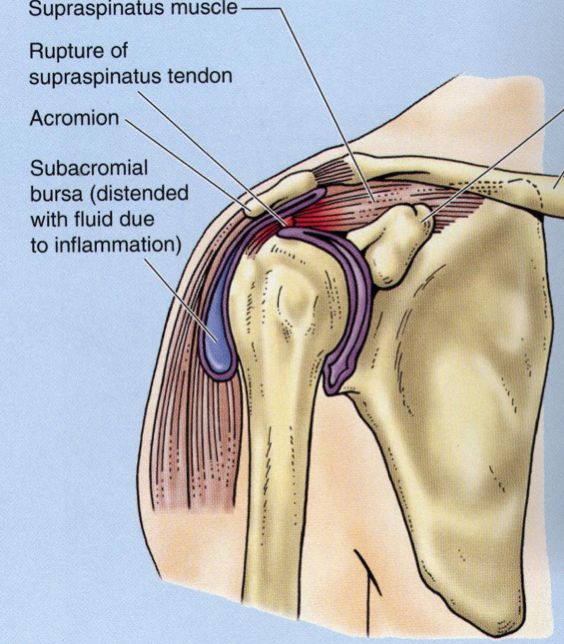 Supraspinatus muscle
Rupture of
supraspinatus tendon
Acromion
Subacromial
bursa (distended
with fluid due
to inflammation)